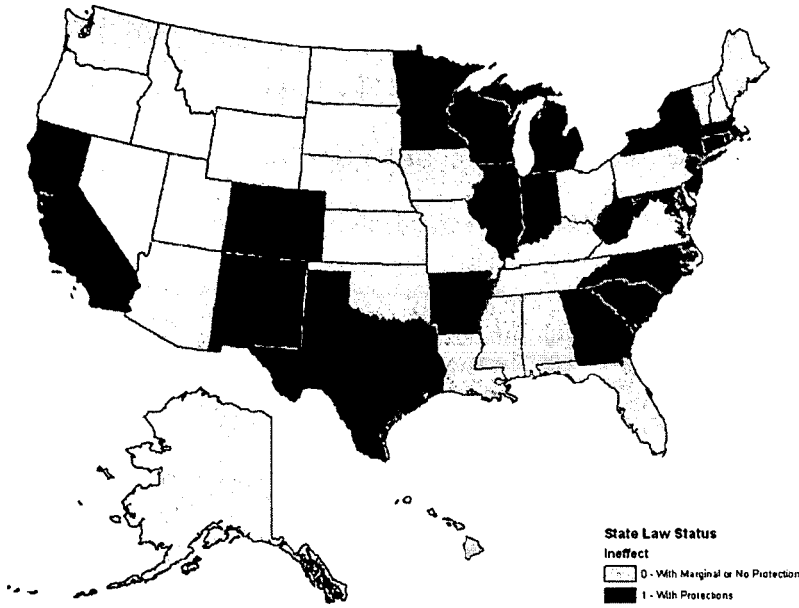 State Law Status
Ineffect
0 - With Marginal or No Protection
1 - With Protections